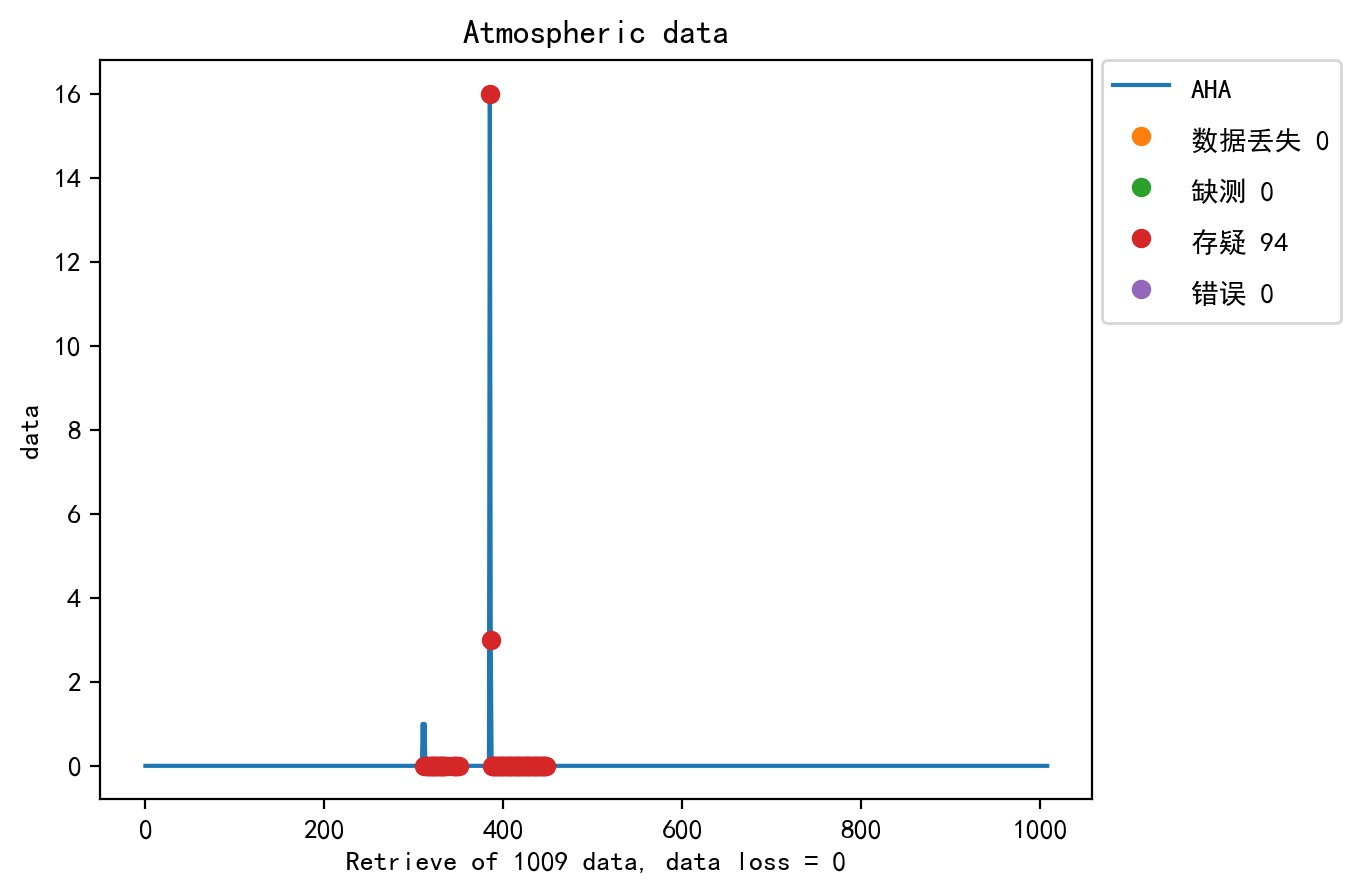 Atmospheric data
16
14
12
10
8
6
4
2
0
data
0 200 400 600 800 1000
Retrieve of 1009 data, data loss = 0
AHA
数据丢失 0
缺测 0
存疑 94
错误 0